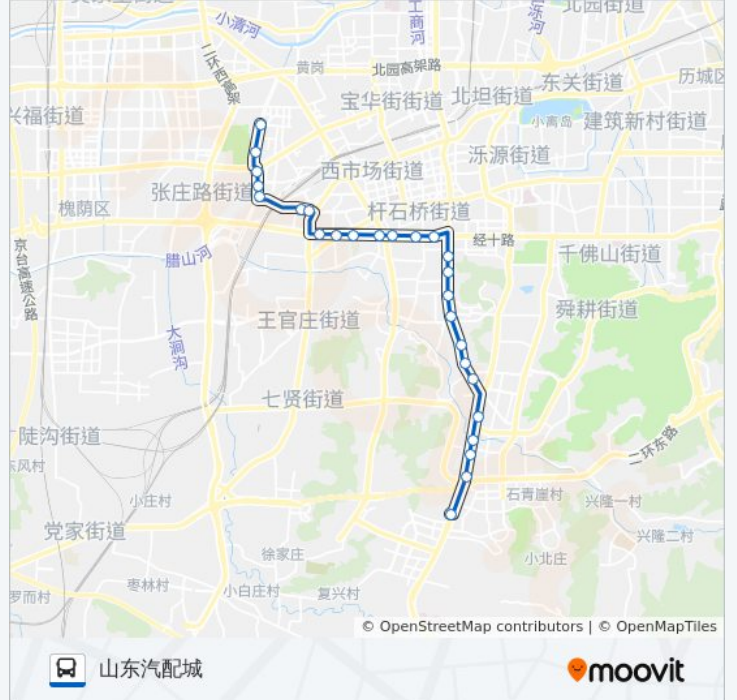 北园街道
小清河
工商河
泺河
二环西高架
黄岗
北园高架路
东关街道
历城区
兴福街道
宝华街街道
北坦街道
小离岛
建筑新村街道
泺源街道
西市场街道
张庄路街道
槐荫区
杆石桥街道
经十路
千佛山街道
京台高速公路
腊山河
舜耕街道
王官庄街道
大涧沟
七贤街道
陡沟街道
二环东路
东风村
小庄村
石青崖村
兴隆一村
党家街道
兴隆二村
徐家庄
小北庄
枣林村
小白庄村
复兴村
罗而村
© OpenStreetMap contributors | © OpenMapTiles
山东汽配城
moovit